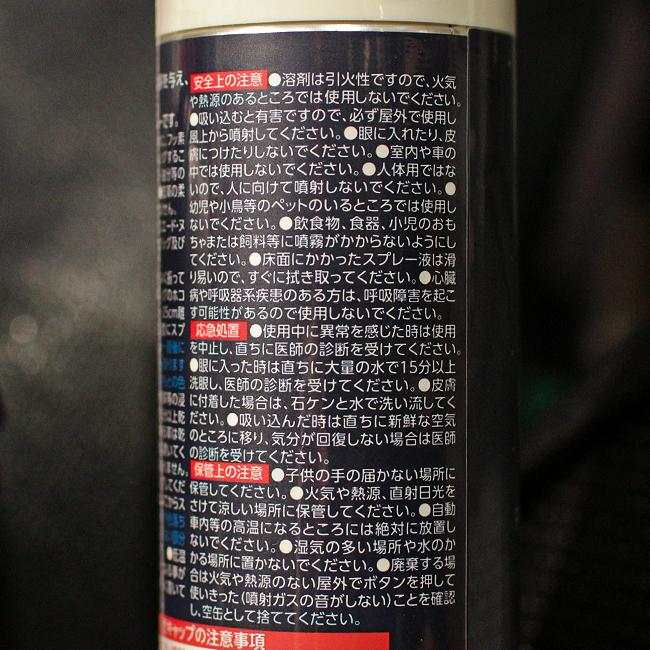 安全上の注意 ●溶剤は引火性ですので、火気
や熱源のあるところでは使用しないでください。
●吸い込むと有害ですので、必ず屋外で使用し
風上から噴射してください。●眼に入れたり、皮
膚につけたりしないでください。●室内や車の
中では使用しないでください。●人体用ではな
いので、人に向けて噴射しないでください。●
幼児や小鳥等のペットのいるところでは使用し
ないでください。●飲食物、食器、小児のおも
ちゃまたは飼料等に噴霧がかからないようにし
てください。●床面にかかったスプレー液は滑
り易いので、すぐに拭き取ってください。●心臓
病や呼吸器系疾患のある方は、呼吸障害を起こ
す可能性があるので使用しないでください。
応急処置 ●使用中に異常を感じた時は使用
を中止し、直ちに医師の診断を受けてください。
●眼に入った時は直ちに大量の水で15分以上
洗眼し、医師の診断を受けてください。●皮膚
に付着した場合は、石ケンと水で洗い流してく
ださい。●吸い込んだ時は直ちに新鮮な空気
のところに移り、気分が回復しない場合は医師
の診断を受けてください。
保管上の注意 ●子供の手の届かない場所に
保管してください。●火気や熱源、直射日光を
さけて涼しい場所に保管してください。●自動
車内等の高温になるところには絶対に放置し
ないでください。●湿気の多い場所や水のか
かる場所に置かないでください。●廃棄する場
合は火気や熱源のない屋外でボタンを押して
使いきった(噴射ガスの音がしない)ことを確認
し、空缶として捨ててください。
キャップの注意事項